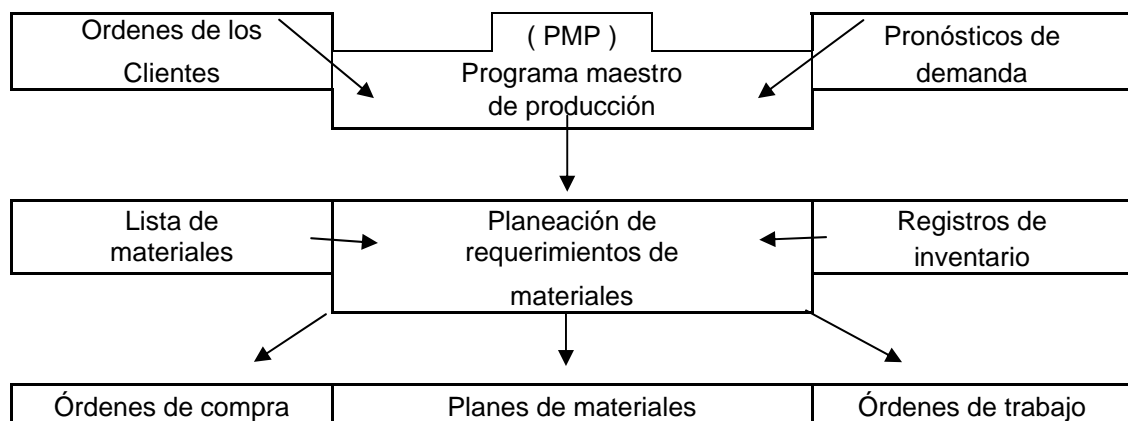 Ordenes de los
Clientes
( PMP )
Programa maestro
de producción
Pronósticos de
demanda
Lista de
materiales
Planeación de
requerimientos de
materiales
Registros de
inventario
Órdenes de compra
Planes de materiales
Órdenes de trabajo